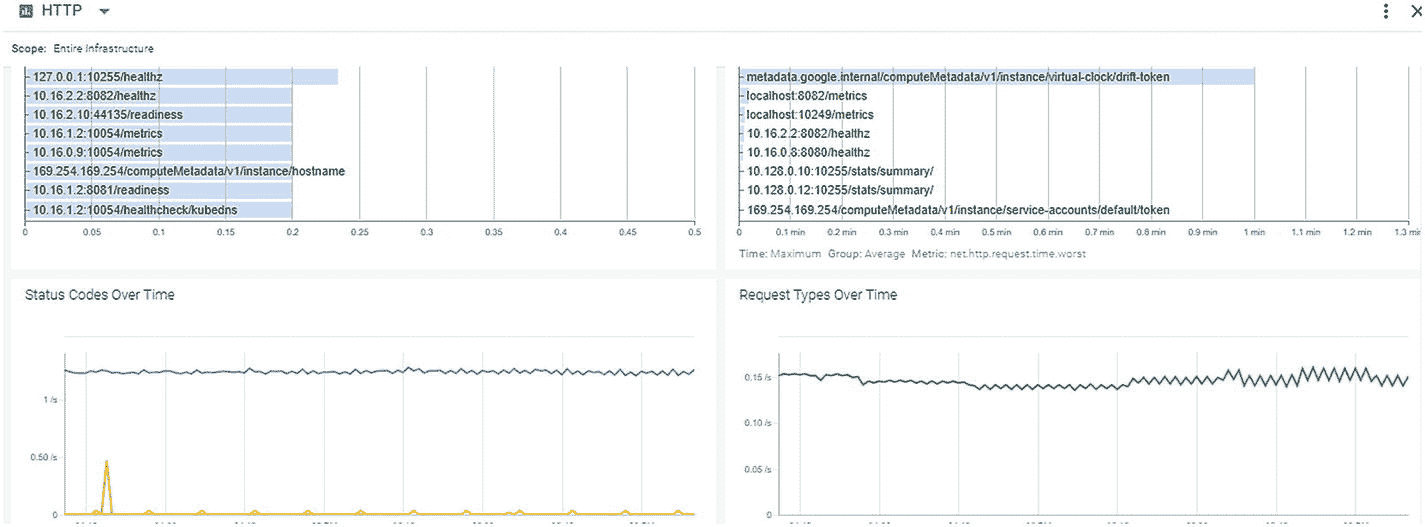 HTTP
Scope: Entire Infrastructure
127.0.0.1:10255/healthz
10.16.2.2:8082/healthz
10.16.2.10:44135/readiness
10.16.1.2:10054/metrics
10.16.0.9:10054/metrics
169.254.169.254/computeMetadata/v1/instance/hostname
10.16.1.2:8081/readiness
10.16.1.2:10054/healthcheck/kubedns
0 0.05 0.1 0.15 0.2 0.25 0.3 0.35 0.4 0.45 0.5
metadata.google.internal/computeMetadata/v1/instance/virtual-clock/drift-token
localhost:8082/metrics
localhost:10249/metrics
10.16.2.2:8082/healthz
10.16.0.8:8080/healthz
10.128.0.10:10255/stats/summary/
10.128.0.12:10255/stats/summary/
169.254.169.254/computeMetadata/v1/instance/service-accounts/default/token
0 0.1 min 0.2 min 0.3 min 0.4 min 0.5 min 0.6 min 0.7 min 0.8 min 0.9 min 1 min 1.1 min 1.2 min 1.3 min
Time: Maximum Group: Average Metric: net.http.request.time.worst
Status Codes Over Time
1 /s
0.50 /s
0
Request Types Over Time
0.15 /s
0.10 /s
0.05 /s
0